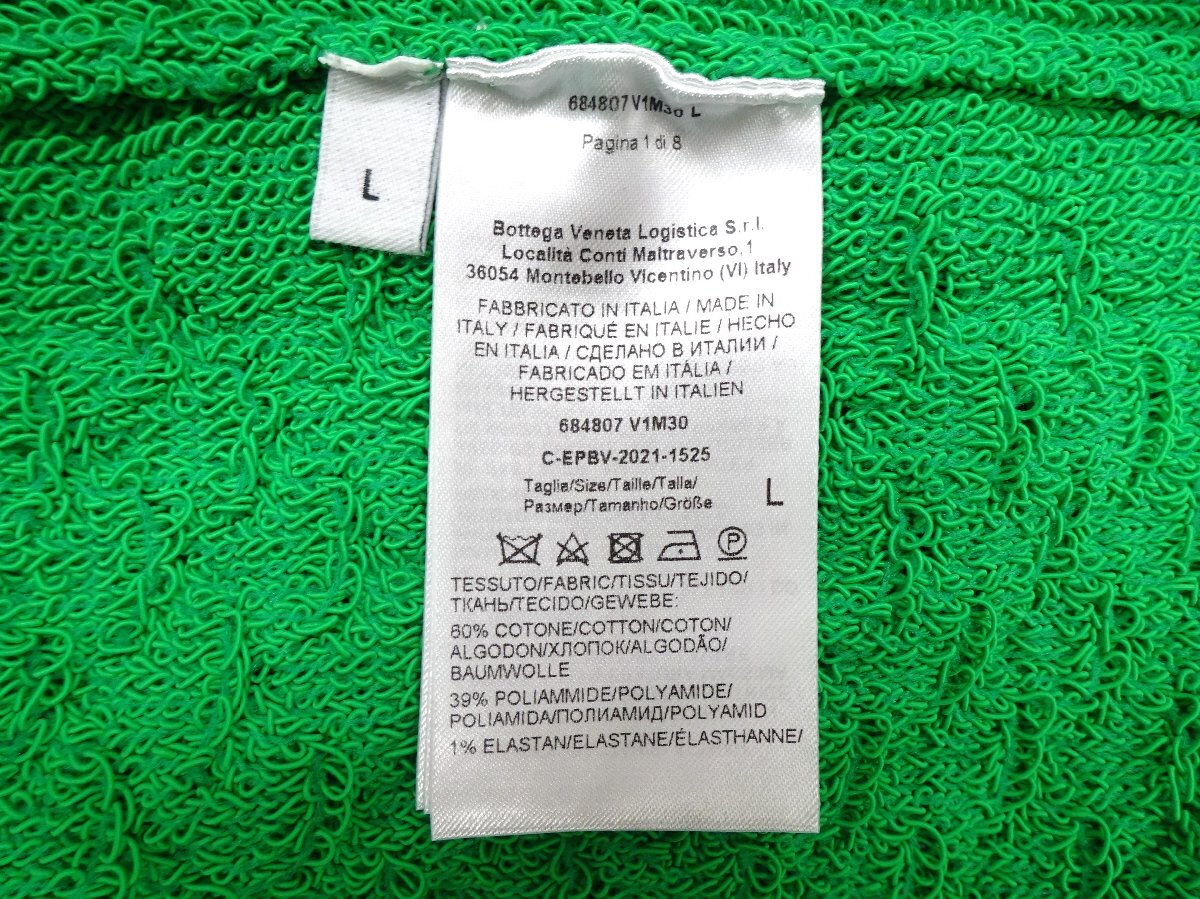 L
684807 V1M30 L
Pagina 1 di 8
Bottega Veneta Logistica S.r.l.
Località Conti Maltraverso,1
36054 Montebello Vicentino (VI) Italy
FABBRICATO IN ITALIA / MADE IN
ITALY / FABRIQUÉ EN ITALIE / HECHO
EN ITALIA / СДЕЛАНО В ИТАЛИИ /
FABRICADO EM ITÁLIA /
HERGESTELLT IN ITALIEN
684807 V1M30
C-EPBV-2021-1525
Taglia/Size/Taille/Talla/
Размер/Tamanho/Größe L
P
TESSUTO/FABRIC/TISSU/TEJIDO/
ТКАНЬ/TECIDO/GEWEBE:
60% COTONE/COTTON/COTON/
ALGODON/ХЛОПОК/ALGODÃO/
BAUMWOLLE
39% POLIAMMIDE/POLYAMIDE/
POLIAMIDA/ПОЛИАМИД/POLYAMID
1% ELASTAN/ELASTANE/ÉLASTHANNE/